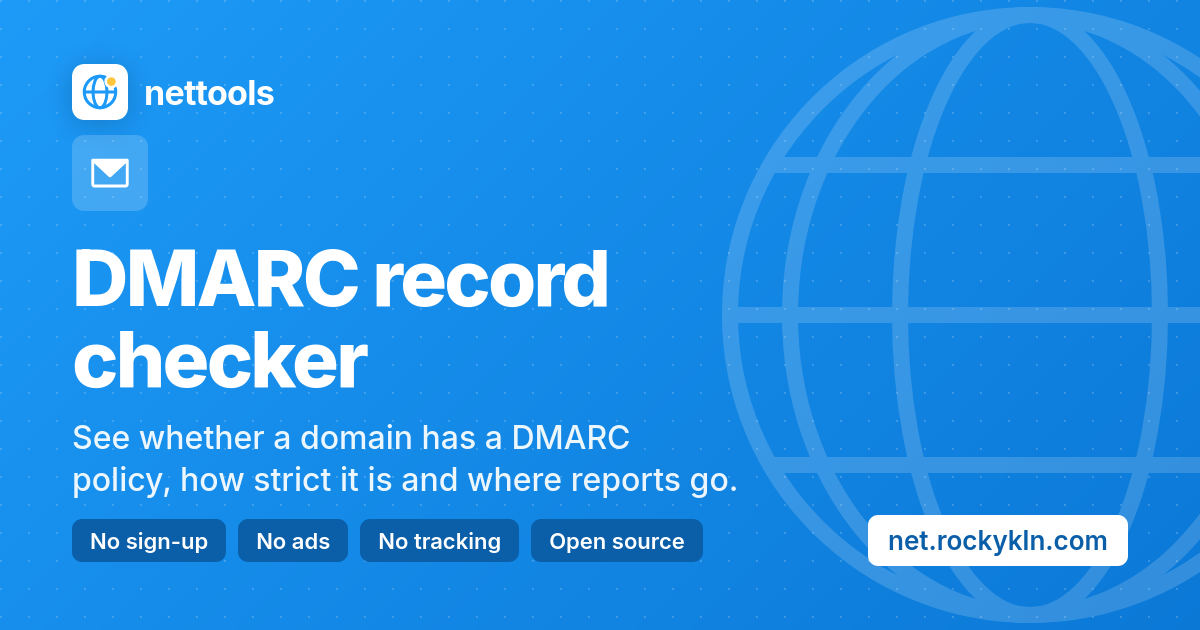 nettools
DMARC record
checker
See whether a domain has a DMARC
policy, how strict it is and where reports go.
No sign-up
No ads
No tracking
Open source
net.rockykln.com